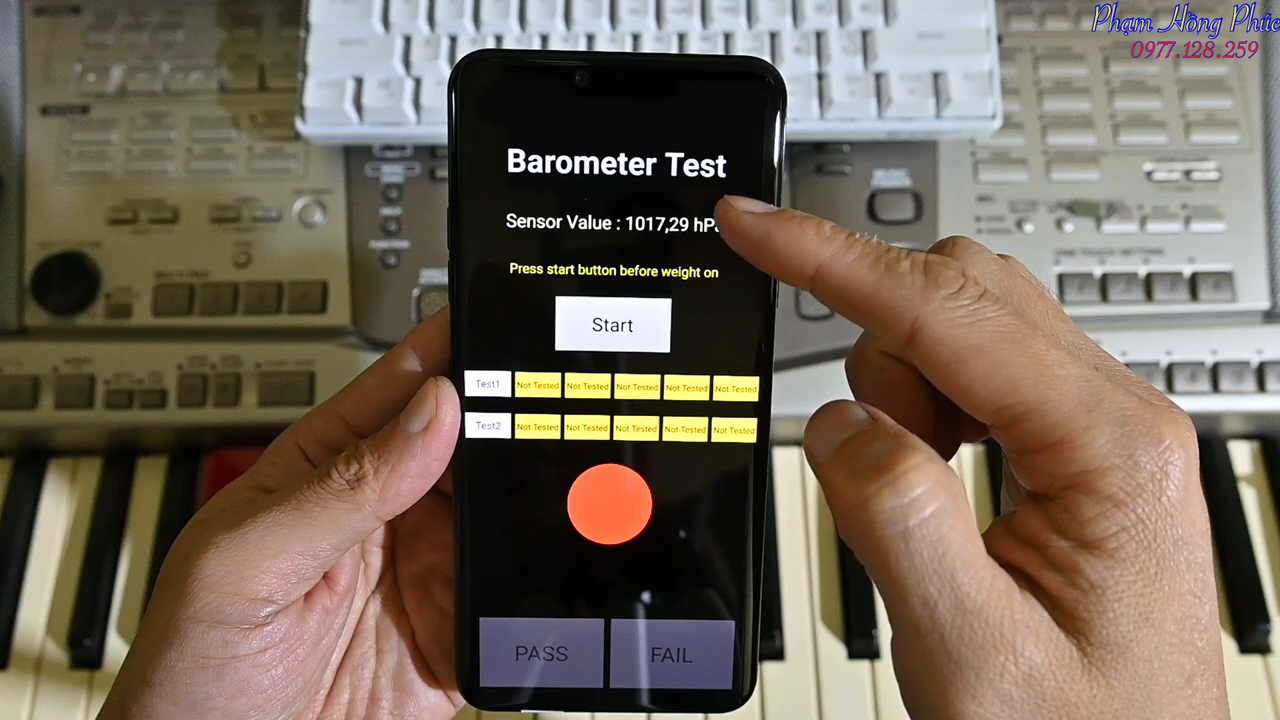 Phạm Hồng Phúc
0977.128.259
Barometer Test
Sensor Value : 1017,29
Press start button before weight on
Start
Test1 Not Tested Not Tested Not Tested Not Tested Not Tested
Test2 Not Tested Not Tested Not Tested Not Tested Not Tested
PASS FAIL